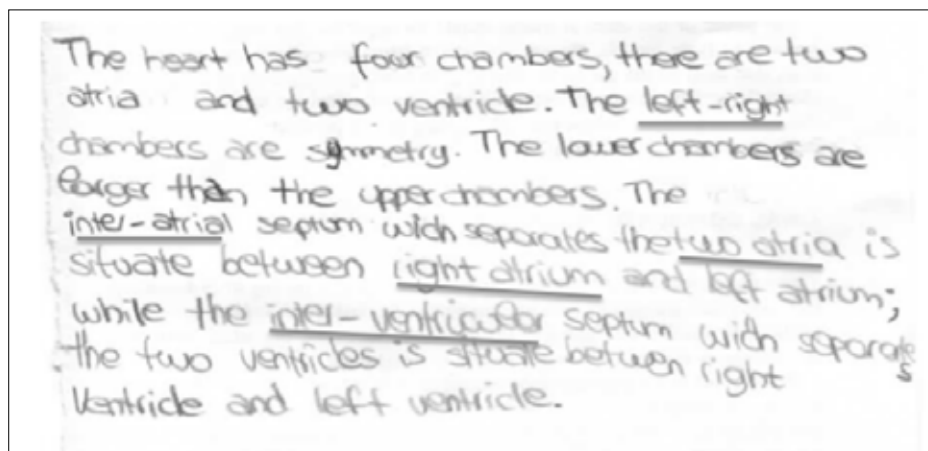 The heart has four chambers, there are two
atria and two ventricle. The left-right
chambers are symmetry. The lower chambers are
larger than the upper chambers. The
inter-atrial septum wich separates the two atria is
situate between right atrium and left atrium;
while the inter-ventricular septum wich separates
the two ventricles is situate between right
Ventricle and left ventricle.